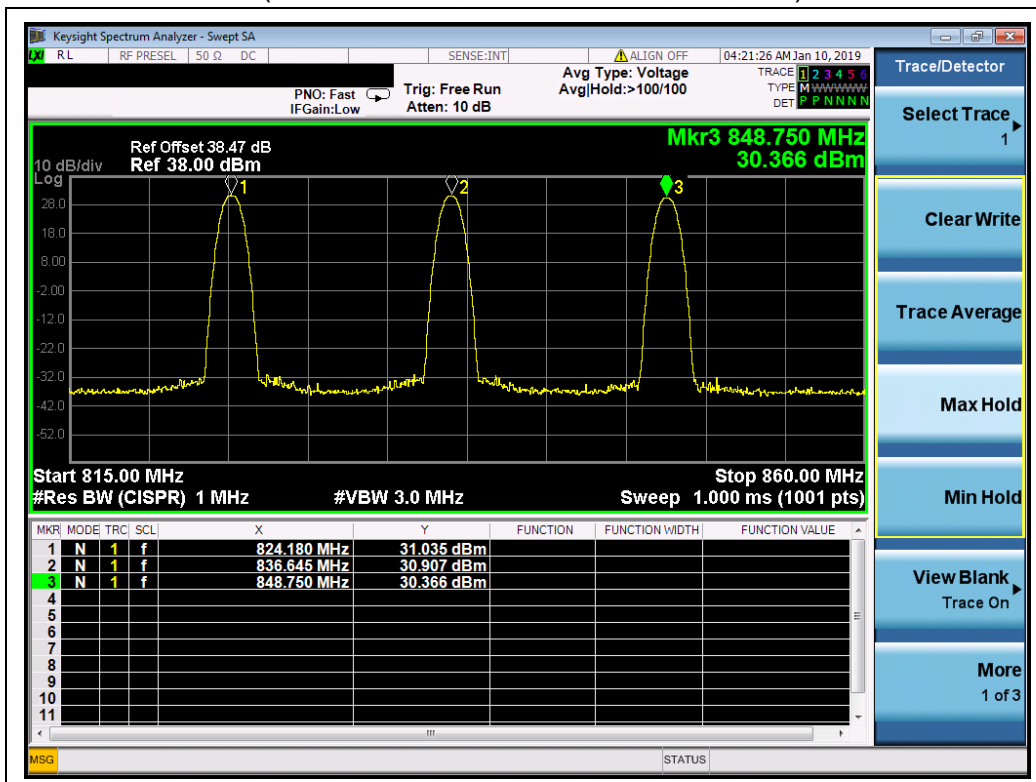 Keysight Spectrum Analyzer - Swept SA
LXI RL RF PRESEL 50 Ω DC SENSE:INT ALIGN OFF 04:21:26 AM Jan 10, 2019
PNO: Fast
IFGain:Low
Trig: Free Run
Atten: 10 dB
Avg Type: Voltage
Avg|Hold:>100/100
TRACE 1 2 3 4 5 6
TYPE M WWWWW
DET P P N N N N
Ref Offset 38.47 dB
10 dB/div Ref 38.00 dBm
Log
Mkr3 848.750 MHz
30.366 dBm
1 2 3
28.0
18.0
8.00
-2.00
-12.0
-22.0
-32.0
-42.0
-52.0
Start 815.00 MHz Stop 860.00 MHz
#Res BW (CISPR) 1 MHz #VBW 3.0 MHz Sweep 1.000 ms (1001 pts)
MKR MODE TRC SCL X Y FUNCTION FUNCTION WIDTH FUNCTION VALUE
1 N 1 f 824.180 MHz 31.035 dBm
2 N 1 f 836.645 MHz 30.907 dBm
3 N 1 f 848.750 MHz 30.366 dBm
4
5
6
7
8
9
10
11
MSG STATUS
Trace/Detector
Select Trace
1
Clear Write
Trace Average
Max Hold
Min Hold
View Blank
Trace On
More
1 of 3